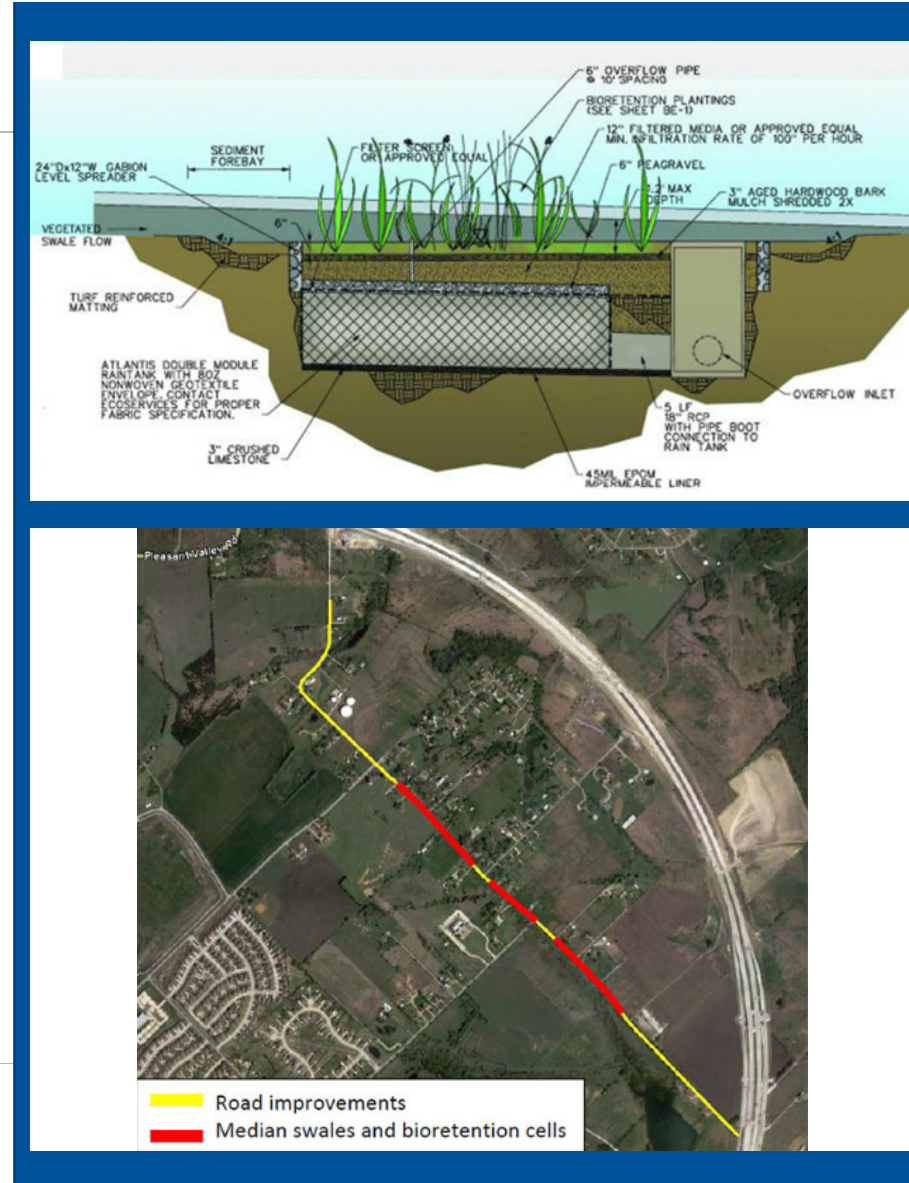 6" OVERFLOW PIPE
@ 10' SPACING
BIORETENTION PLANTINGS
(SEE SHEET BE-1)
12" FILTERED MEDIA OR APPROVED EQUAL
MIN. INFILTRATION RATE OF 100" PER HOUR
FILTER SCREEN
OR APPROVED EQUAL
SEDIMENT
FOREBAY
6" PEAGRAVEL
24"Dx12"W GABION
LEVEL SPREADER
MAX
DEPTH
3" AGED HARDWOOD BARK
MULCH SHREDDED 2X
6"
VEGETATED
SWALE FLOW
4:1
4:1
TURF REINFORCED
MATTING
ATLANTIS DOUBLE MODULE
RAINTANK WITH 8OZ
NONWOVEN GEOTEXTILE
ENVELOPE. CONTACT
ECOSERVICES FOR PROPER
FABRIC SPECIFICATION.
OVERFLOW INLET
5 LF
18" RCP
WITH PIPE BOOT
CONNECTION TO
RAIN TANK
3" CRUSHED
LIMESTONE
45MIL EPDM
IMPERMEABLE LINER
Pleasant Valley Rd
Road improvements
Median swales and bioretention cells